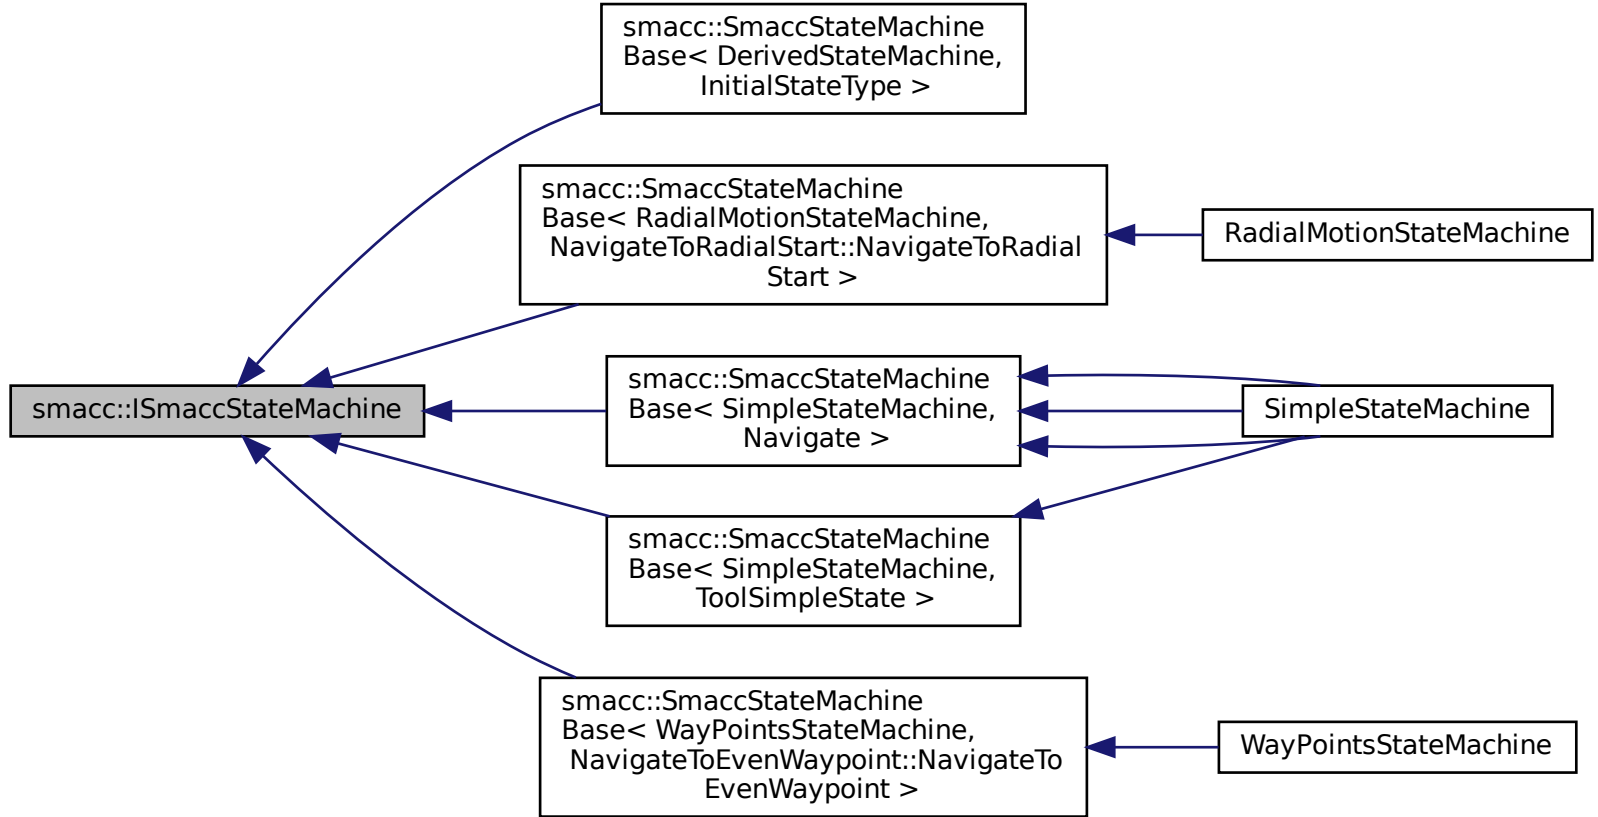 smacc::SmaccStateMachine
Base< DerivedStateMachine,
InitialStateType >
smacc::SmaccStateMachine
Base< RadialMotionStateMachine,
NavigateToRadialStart::NavigateToRadial
Start >
RadialMotionStateMachine
smacc::ISmaccStateMachine
smacc::SmaccStateMachine
Base< SimpleStateMachine,
Navigate >
SimpleStateMachine
smacc::SmaccStateMachine
Base< SimpleStateMachine,
ToolSimpleState >
smacc::SmaccStateMachine
Base< WayPointsStateMachine,
NavigateToEvenWaypoint::NavigateTo
EvenWaypoint >
WayPointsStateMachine